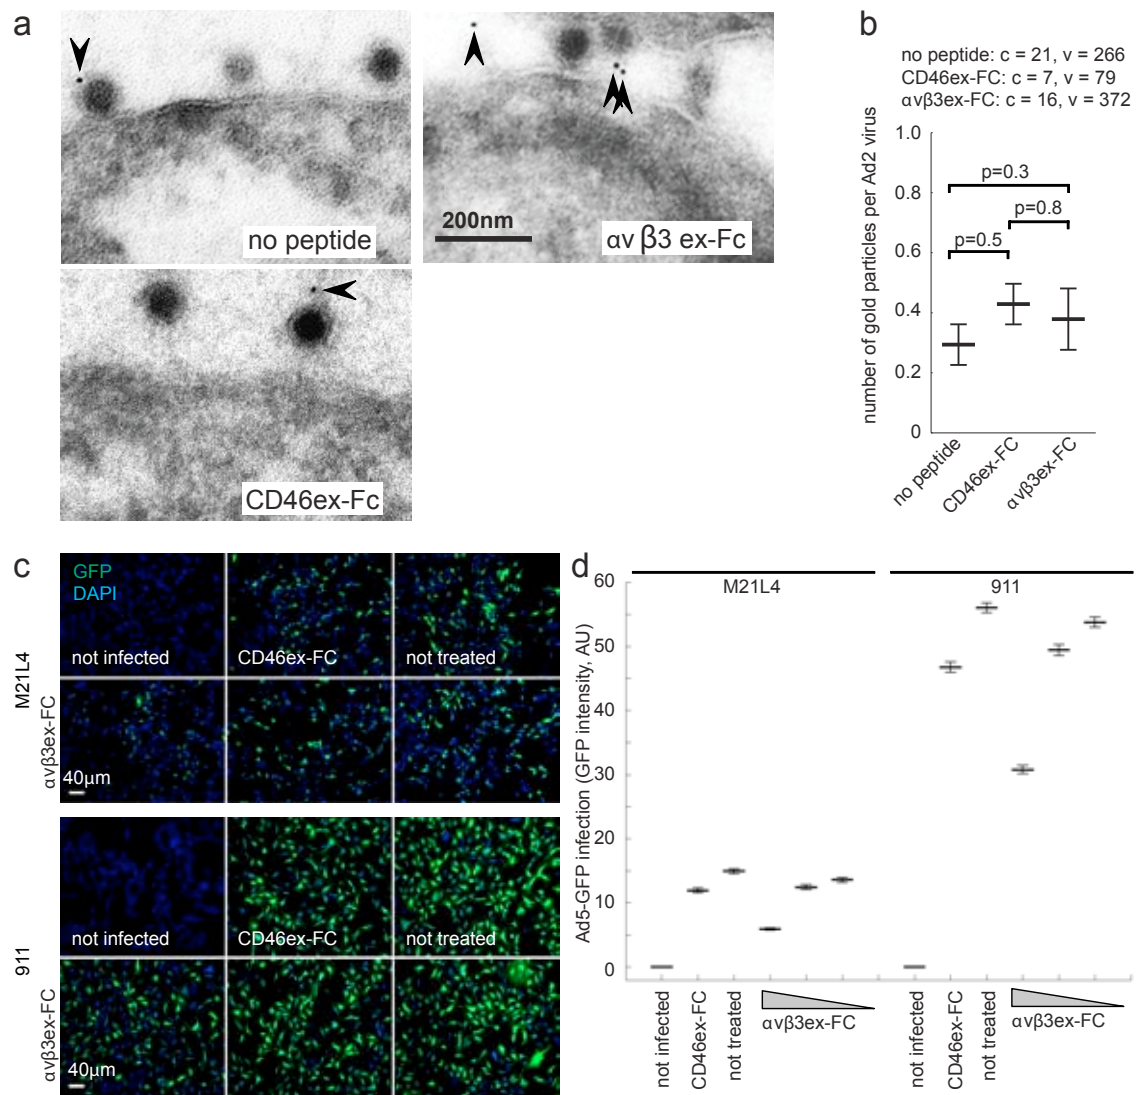 a
no peptide
200nm
αv β3 ex-Fc
CD46ex-Fc
b
no peptide: c = 21, v = 266
CD46ex-FC: c = 7, v = 79
αvβ3ex-FC: c = 16, v = 372
number of gold particles per Ad2 virus
1.0
0.8
0.6
0.4
0.2
0
p=0.3
p=0.8
p=0.5
no peptide
CD46ex-FC
αvβ3ex-FC
c
GFP
DAPI
not infected
CD46ex-FC
not treated
M21L4
αvβ3ex-FC
40μm
not infected
CD46ex-FC
not treated
911
αvβ3ex-FC
40μm
d
M21L4
911
Ad5-GFP infection (GFP intensity, AU)
60
50
40
30
20
10
0
not infected
CD46ex-FC
not treated
αvβ3ex-FC
not infected
CD46ex-FC
not treated
αvβ3ex-FC